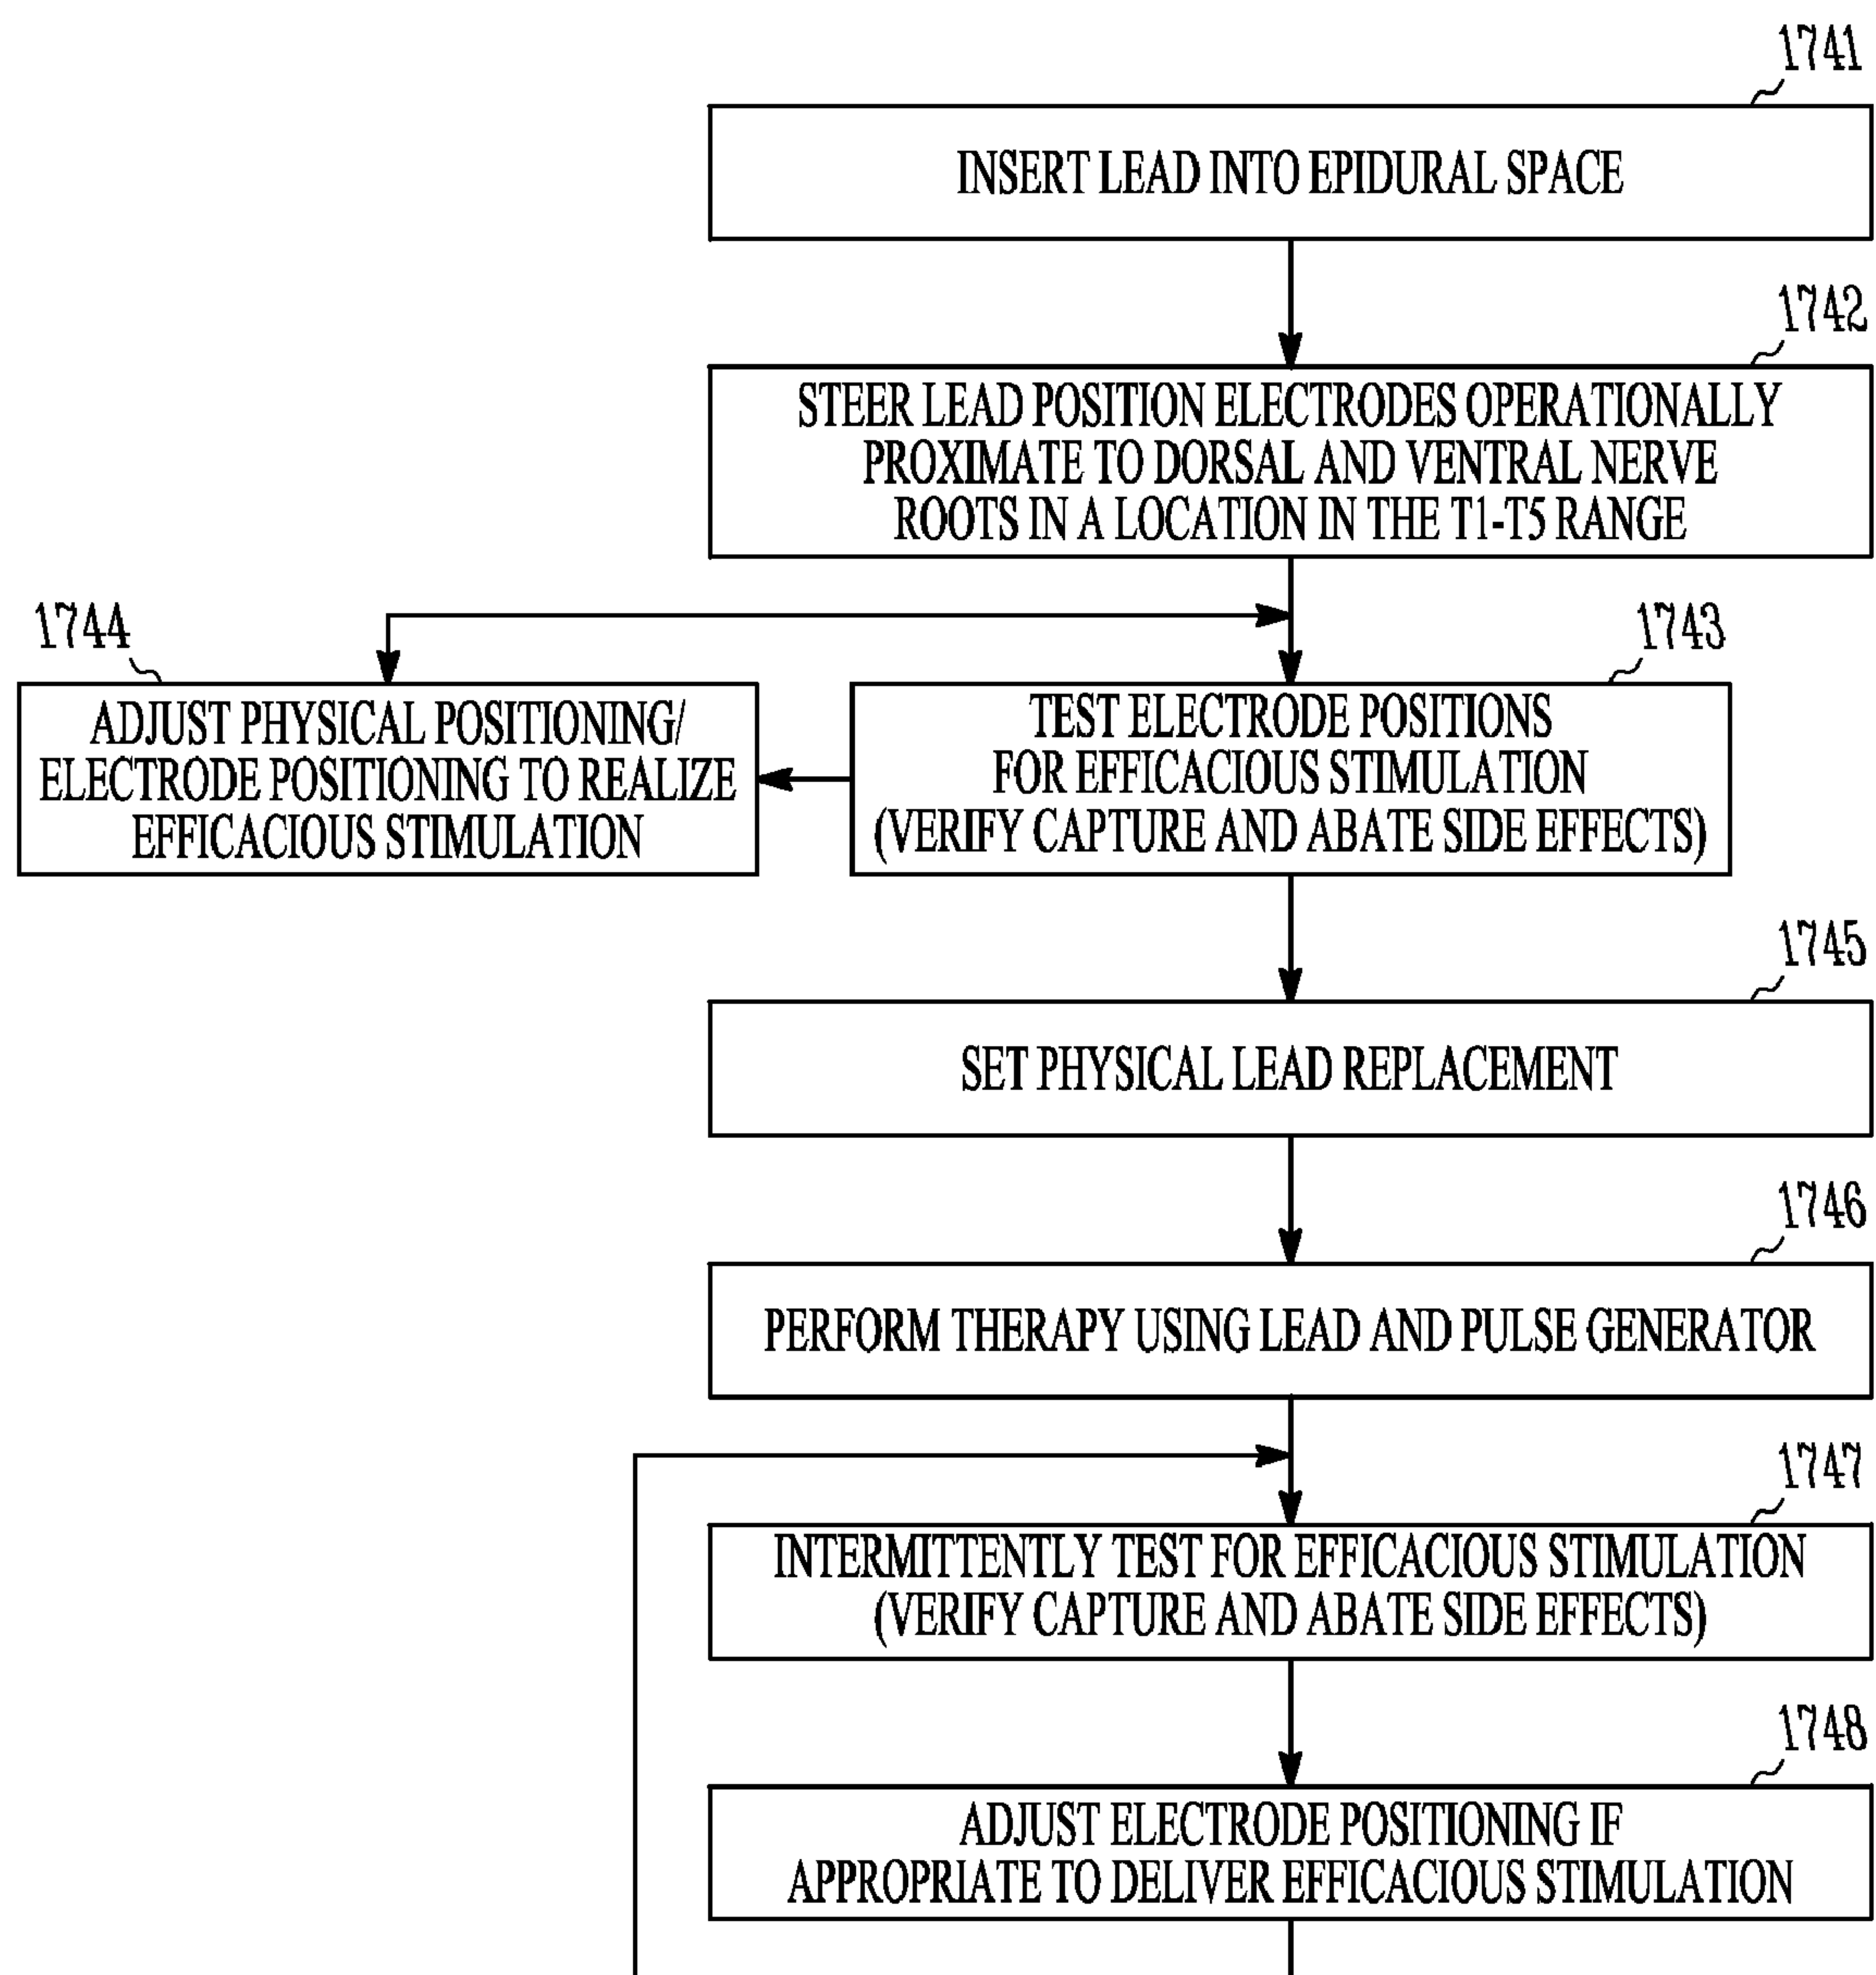 1741
INSERT LEAD INTO EPIDURAL SPACE
1742
STEER LEAD POSITION ELECTRODES OPERATIONALLY
PROXIMATE TO DORSAL AND VENTRAL NERVE
ROOTS IN A LOCATION IN THE T1-T5 RANGE
1744
ADJUST PHYSICAL POSITIONING/
ELECTRODE POSITIONING TO REALIZE
EFFICACIOUS STIMULATION
1743
TEST ELECTRODE POSITIONS
FOR EFFICACIOUS STIMULATION
(VERIFY CAPTURE AND ABATE SIDE EFFECTS)
1745
SET PHYSICAL LEAD REPLACEMENT
1746
PERFORM THERAPY USING LEAD AND PULSE GENERATOR
1747
INTERMITTENTLY TEST FOR EFFICACIOUS STIMULATION
(VERIFY CAPTURE AND ABATE SIDE EFFECTS)
1748
ADJUST ELECTRODE POSITIONING IF
APPROPRIATE TO DELIVER EFFICACIOUS STIMULATION